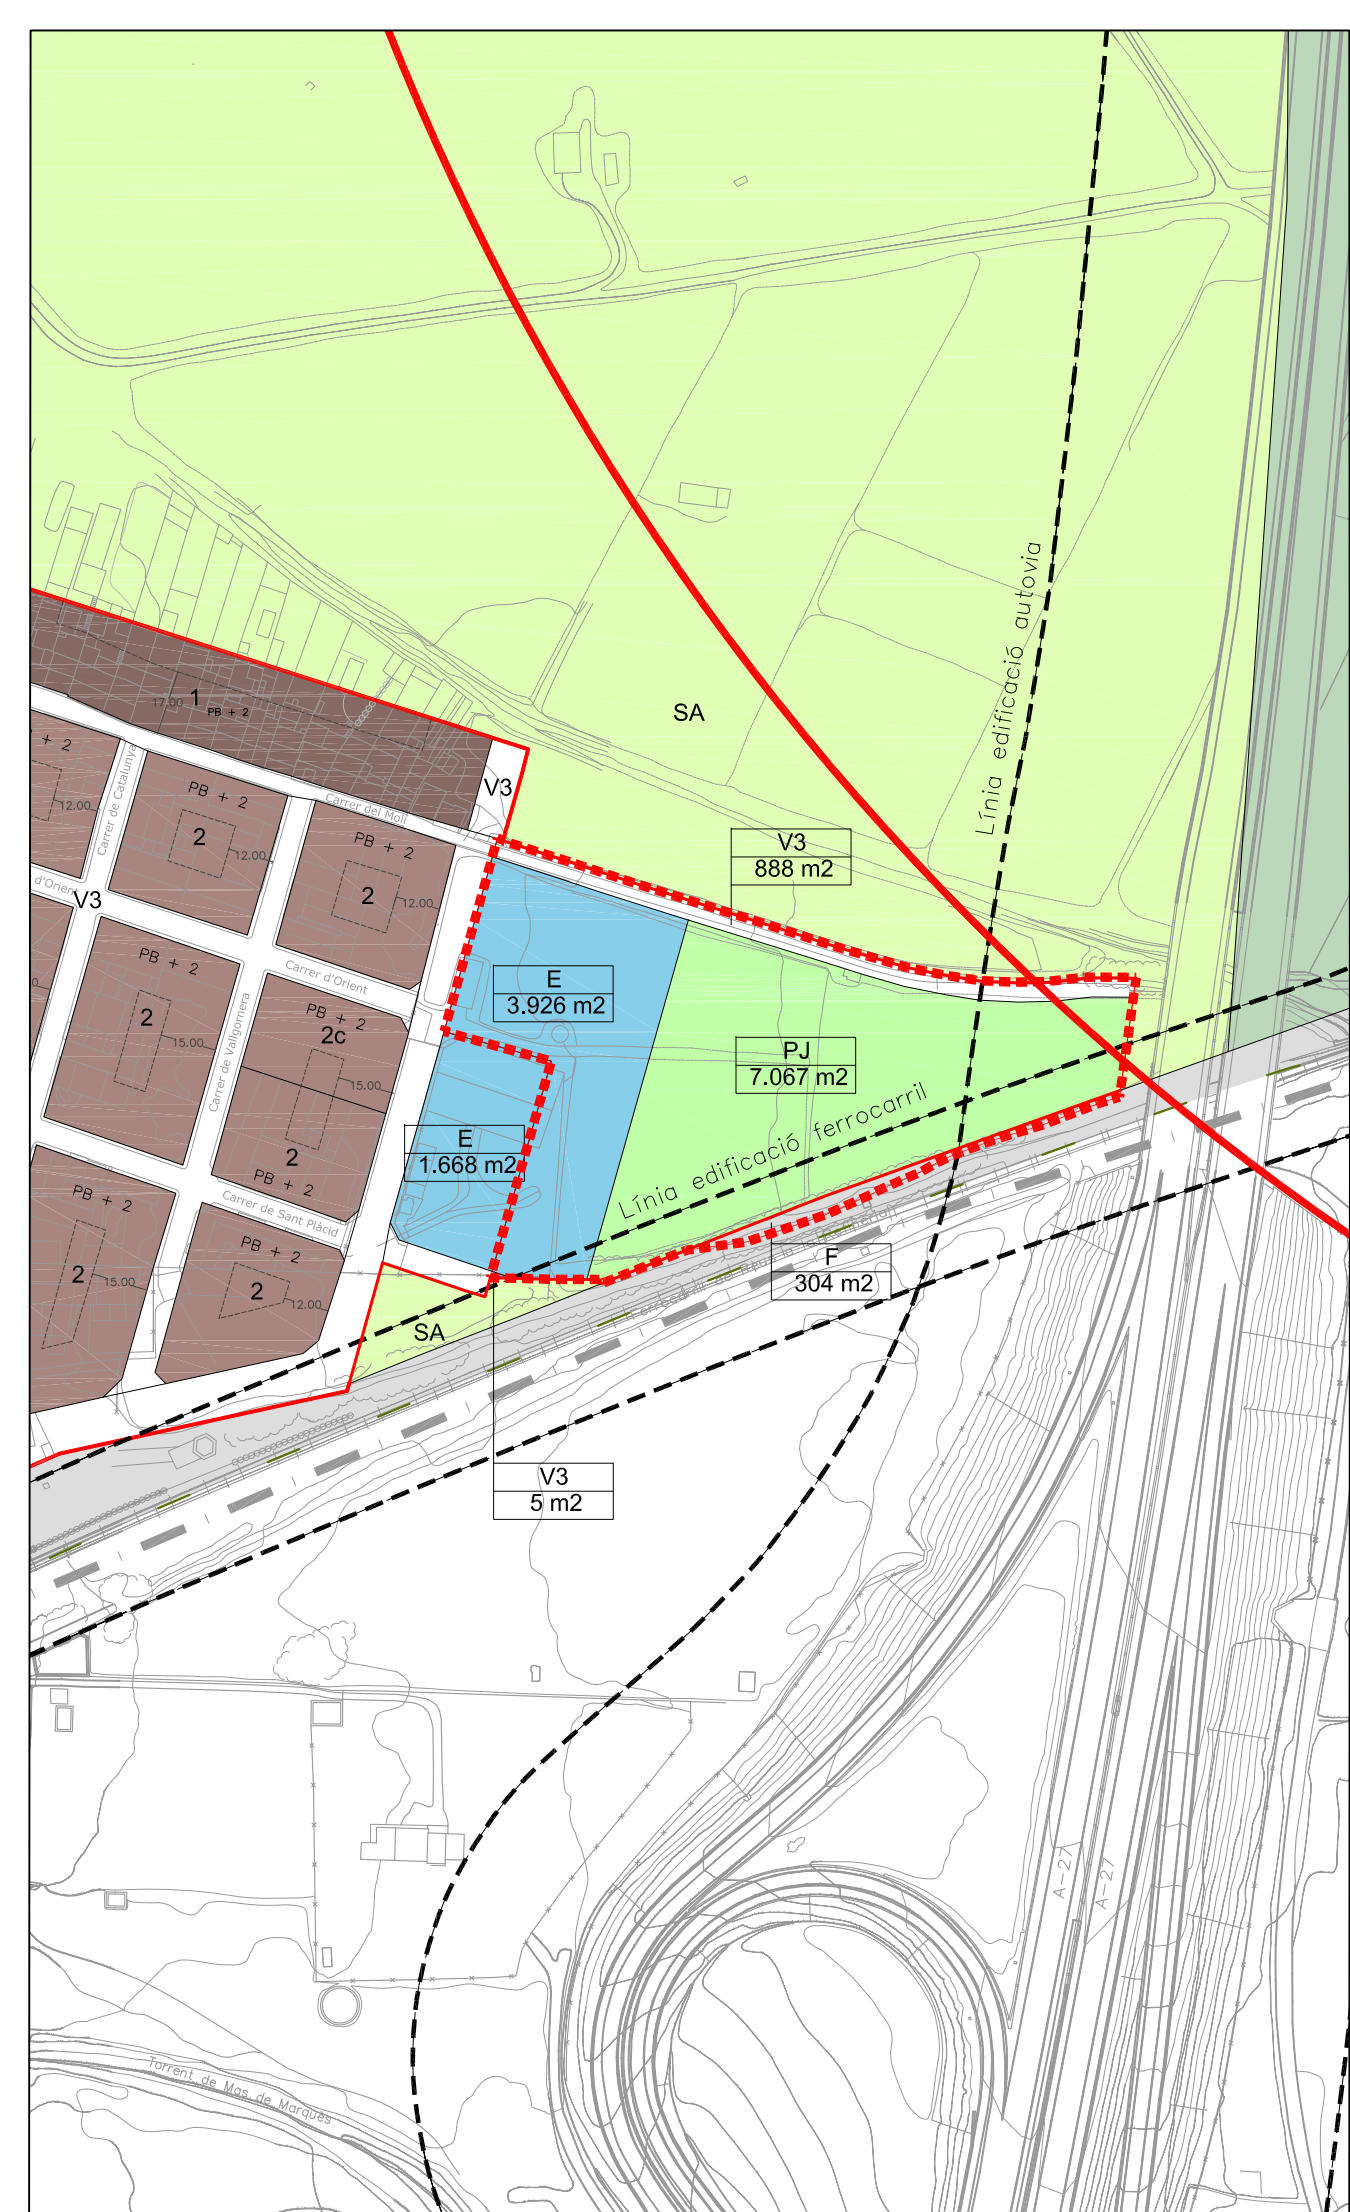 Línia edificació autovia
SA
1
PB + 2
17.00
+ 2
12.00
Carrer de Catalunya
PB + 2
2
12.00
Carrer del Molí
PB + 2
2
12.00
V3
V3
888 m2
d'Orient
V3
PB + 2
2
15.00
Carrer d'Orient
PB + 2
2c
15.00
2
PB + 2
Carrer de Vallgornera
E
3.926 m2
PJ
7.067 m2
E
1.668 m2
Línia edificació ferrocarril
PB + 2
2
15.00
Carrer de Sant Plàcid
PB + 2
2
12.00
F
304 m2
SA
V3
5 m2
A-27
A-27
Torrent de Mas de Marquès